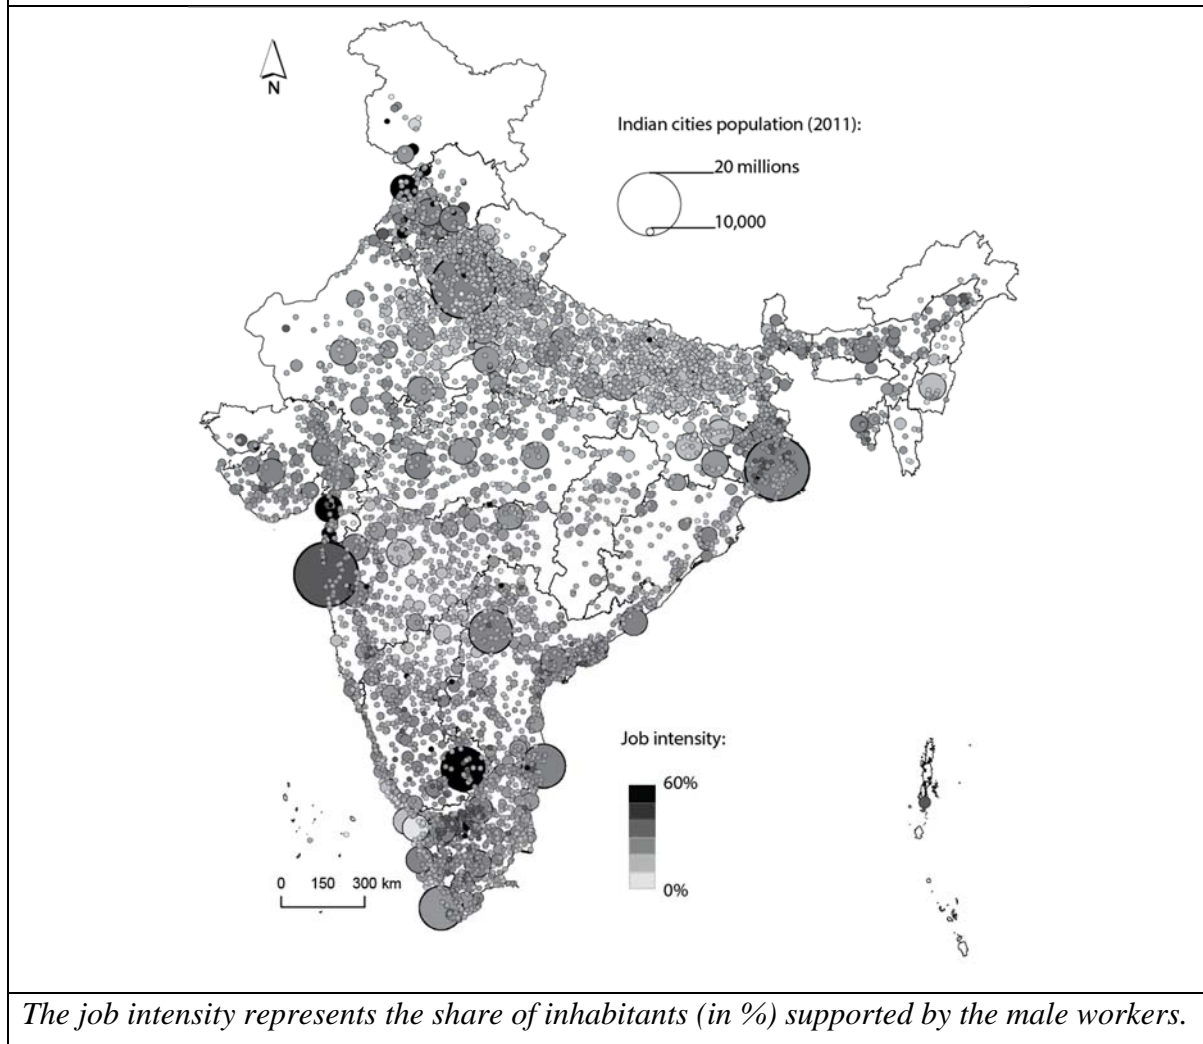 N
Indian cities population (2011):
20 millions
10,000
Job intensity:
60%
0%
0 150 300 km
The job intensity represents the share of inhabitants (in %) supported by the male workers.